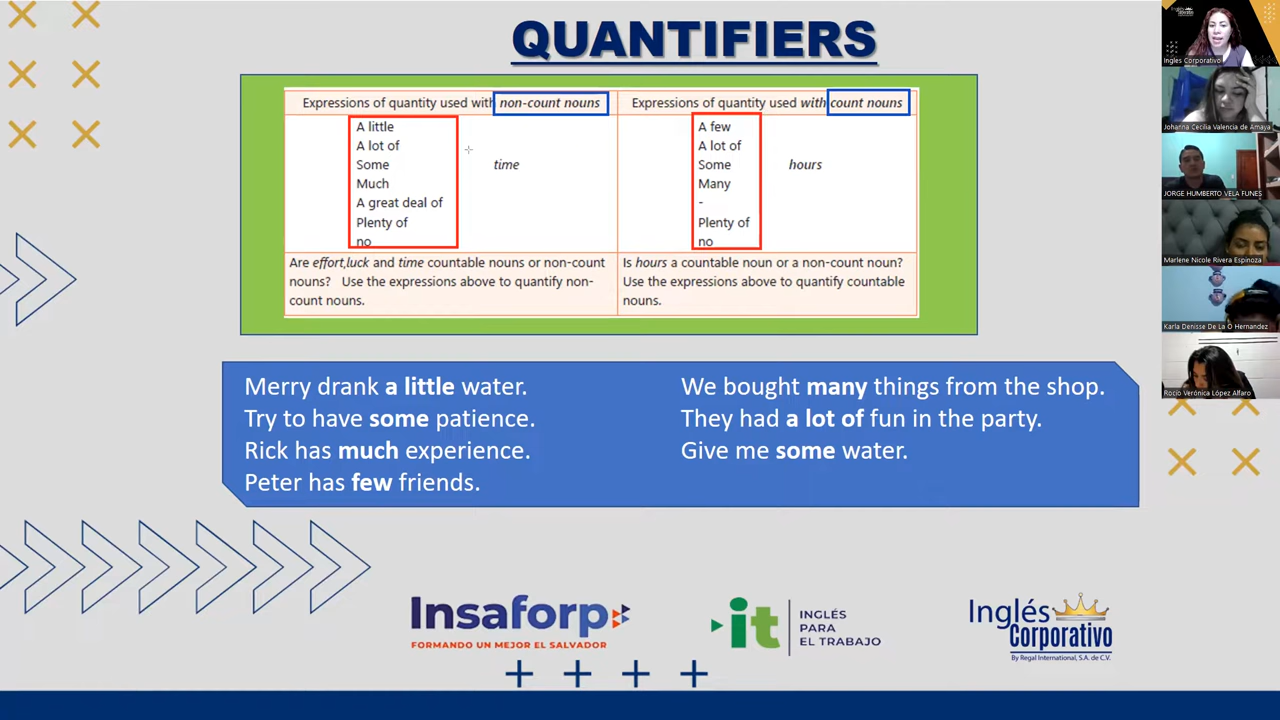 QUANTIFIERS
Expressions of quantity used with non-count nouns
A little
A lot of
Some
Much
A great deal of
Plenty of
no
time
Are effort,luck and time countable nouns or non-count
nouns? Use the expressions above to quantify non-
count nouns.
Expressions of quantity used with count nouns
A few
A lot of
Some
Many
-
Plenty of
no
hours
Is hours a countable noun or a non-count noun?
Use the expressions above to quantify countable
nouns.
Merry drank a little water.
Try to have some patience.
Rick has much experience.
Peter has few friends.
We bought many things from the shop.
They had a lot of fun in the party.
Give me some water.
Insaforp
FORMANDO UN MEJOR EL SALVADOR
it
INGLÉS
PARA
EL TRABAJO
Inglés
Corporativo
By Regal International, S.A. de C.V.
Inglés
Ingles Corporativo
Johanna Cecilia Valencia de Amaya
JORGE HUMBERTO VELA FUNES
Marlene Nicole Rivera Espinoza
Karla Denisse De La O Hernandez
Rocio Verónica López Alfaro